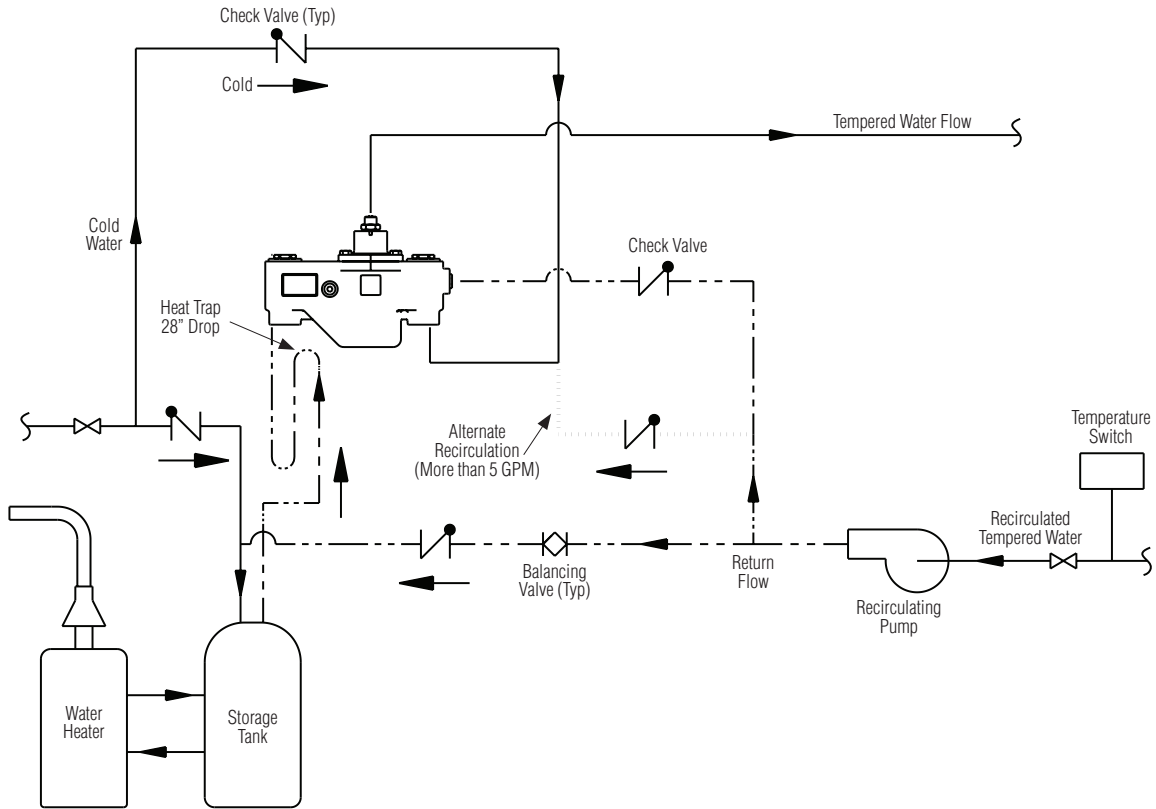 Check Valve (Typ)
Cold
Tempered Water Flow
Cold
Water
Check Valve
Heat Trap
28" Drop
Alternate
Recirculation
(More than 5 GPM)
Temperature
Switch
Recirculated
Tempered Water
Balancing
Valve (Typ)
Return
Flow
Recirculating
Pump
Water
Heater
Storage
Tank